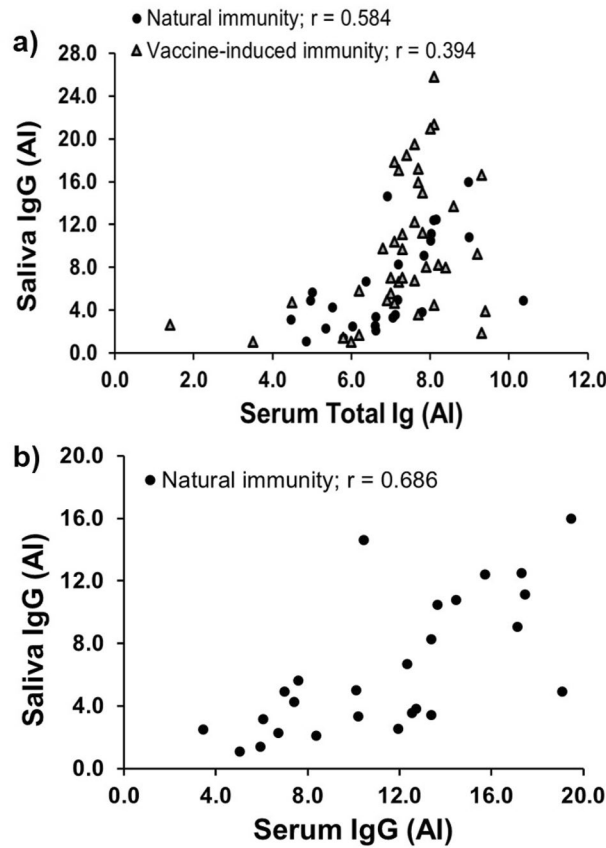 a)
Natural immunity; r = 0.584
Vaccine-induced immunity; r = 0.394
28.0
24.0
20.0
16.0
12.0
8.0
4.0
0.0
Saliva IgG (AI)
0.0 2.0 4.0 6.0 8.0 10.0 12.0
Serum Total Ig (AI)
b)
Natural immunity; r = 0.686
20.0
16.0
12.0
8.0
4.0
0.0
Saliva IgG (AI)
0.0 4.0 8.0 12.0 16.0 20.0
Serum IgG (AI)